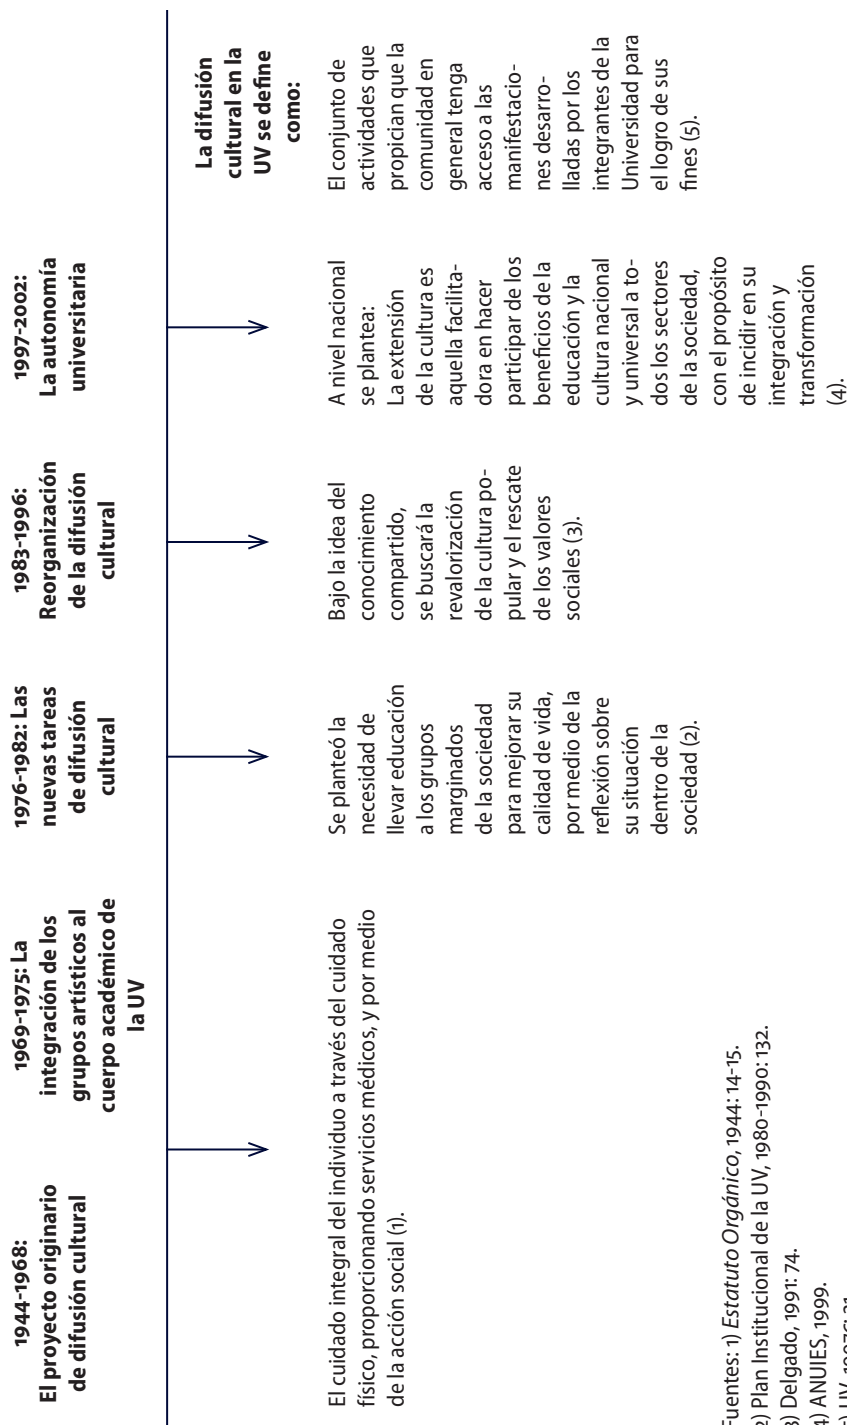 1944-1968:
El proyecto originario
de difusión cultural
1969-1975: La
integración de los
grupos artísticos al
cuerpo académico de
la UV
1976-1982: Las
nuevas tareas
de difusión
cultural
1983-1996:
Reorganización
de la difusión
cultural
1997-2002:
La autonomía
universitaria
El cuidado integral del individuo a través del cuidado
físico, proporcionando servicios médicos, y por medio
de la acción social (1).
Se planteó la
necesidad de
llevar educación
a los grupos
marginados
de la sociedad
para mejorar su
calidad de vida,
por medio de la
reflexión sobre
su situación
dentro de la
sociedad (2).
Bajo la idea del
conocimiento
compartido,
se buscará la
revalorización
de la cultura po-
pular y el rescate
de los valores
sociales (3).
A nivel nacional
se plantea:
La extensión
de la cultura es
aquella facilita-
dora en hacer
participar de los
beneficios de la
educación y la
cultura nacional
y universal a to-
dos los sectores
de la sociedad,
con el propósito
de incidir en su
integración y
transformación
(4).
La difusión
cultural en la
UV se define
como:
El conjunto de
actividades que
propician que la
comunidad en
general tenga
acceso a las
manifestacio-
nes desarro-
lladas por los
integrantes de la
Universidad para
el logro de sus
fines (5).
Fuentes: 1) Estatuto Orgánico, 1944: 14-15.
2) Plan Institucional de la UV, 1980-1990: 132.
3) Delgado, 1991: 74.
4) ANUIES, 1999.